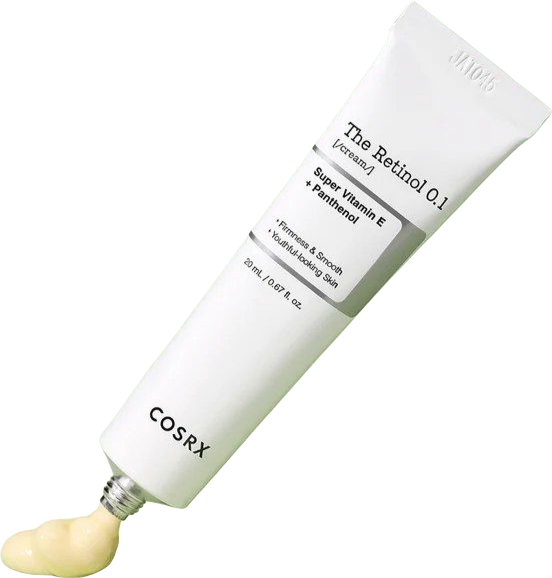 The Retinol 0.1
[/cream/]
Super Vitamin E
+ Panthenol
• Firmness & Smooth
• Youthful-looking Skin
20 mL / 0.67 fl. oz.
COSRX